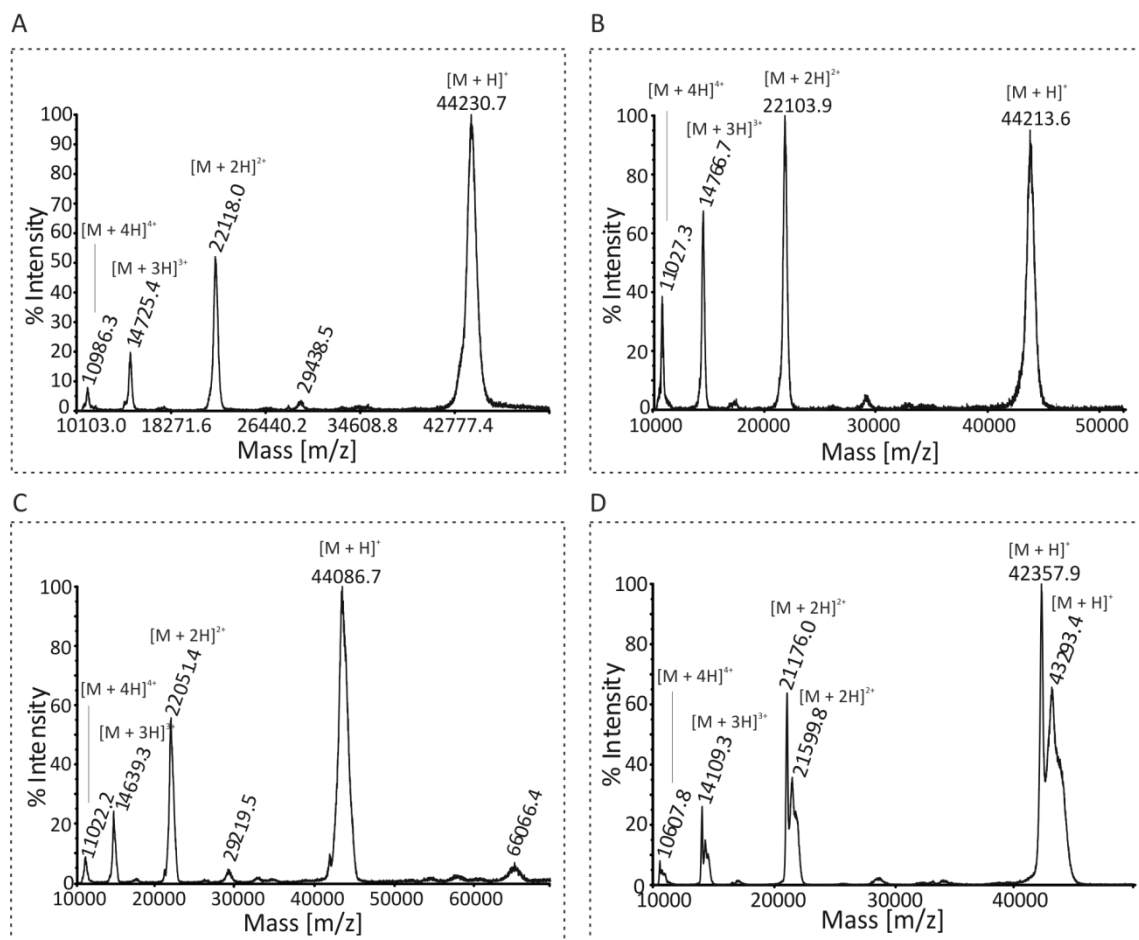 A
[M + H]⁺
44230.7
[M + 2H]²⁺
22118.0
[M + 4H]⁴⁺
[M + 3H]³⁺
10986.3
14725.4
29438.5
% Intensity
100
90
80
70
60
50
40
30
20
10
0
10103.0 18271.6 26440.2 34608.8 42777.4
Mass [m/z]
B
[M + 4H]⁴⁺
[M + 2H]²⁺
22103.9
[M + H]⁺
44213.6
[M + 3H]³⁺
14766.7
11027.3
% Intensity
100
80
60
40
20
0
10000 20000 30000 40000 50000
Mass [m/z]
C
[M + H]⁺
44086.7
[M + 2H]²⁺
22051.4
[M + 4H]⁴⁺
[M + 3H]³⁺
11022.2
14639.3
29219.5
66066.4
% Intensity
100
80
60
40
20
0
10000 20000 30000 40000 50000 60000
Mass [m/z]
D
[M + H]⁺
42357.9
[M + H]⁺
43293.4
[M + 2H]²⁺
21176.0
[M + 4H]⁴⁺
[M + 2H]²⁺
21599.8
[M + 3H]³⁺
14109.3
10607.8
% Intensity
100
80
60
40
20
0
10000 20000 30000 40000
Mass [m/z]